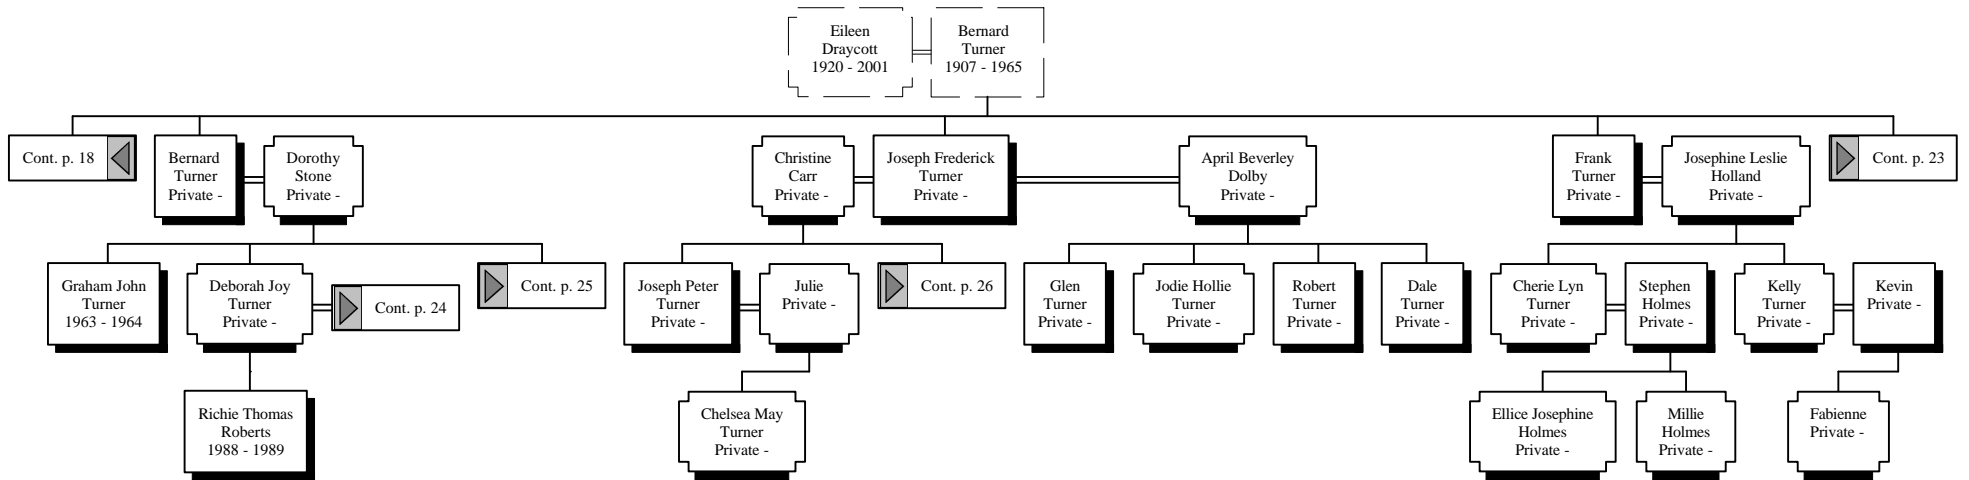 Eileen
Draycott
1920 - 2001
Bernard
Turner
1907 - 1965
Cont. p. 18
Bernard
Turner
Private -
Dorothy
Stone
Private -
Christine
Carr
Private -
Joseph Frederick
Turner
Private -
April Beverley
Dolby
Private -
Frank
Turner
Private -
Josephine Leslie
Holland
Private -
Cont. p. 23
Graham John
Turner
1963 - 1964
Deborah Joy
Turner
Private -
Cont. p. 24
Cont. p. 25
Joseph Peter
Turner
Private -
Julie
Private -
Cont. p. 26
Glen
Turner
Private -
Jodie Hollie
Turner
Private -
Robert
Turner
Private -
Dale
Turner
Private -
Cherie Lyn
Turner
Private -
Stephen
Holmes
Private -
Kelly
Turner
Private -
Kevin
Private -
Richie Thomas
Roberts
1988 - 1989
Chelsea May
Turner
Private -
Ellice Josephine
Holmes
Private -
Millie
Holmes
Private -
Fabienne
Private -